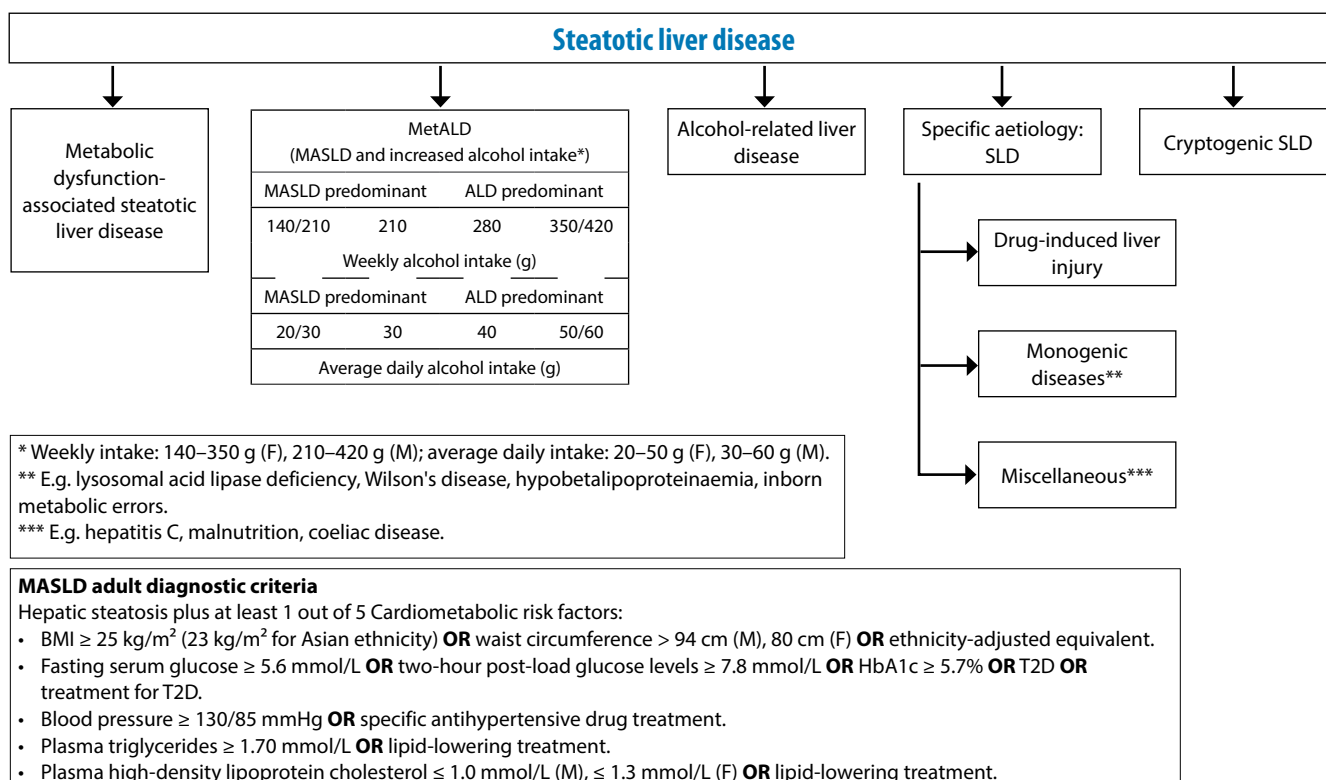 Steatotic liver disease
Metabolic
dysfunction-
associated steatotic
liver disease
MetALD
(MASLD and increased alcohol intake*)
MASLD predominant ALD predominant
140/210 210 280 350/420
Weekly alcohol intake (g)
MASLD predominant ALD predominant
20/30 30 40 50/60
Average daily alcohol intake (g)
Alcohol-related liver
disease
Specific aetiology:
SLD
Drug-induced liver
injury
Monogenic
diseases**
Miscellaneous***
Cryptogenic SLD
* Weekly intake: 140–350 g (F), 210–420 g (M); average daily intake: 20–50 g (F), 30–60 g (M).
** E.g. lysosomal acid lipase deficiency, Wilson's disease, hypobetalipoproteinaemia, inborn
metabolic errors.
*** E.g. hepatitis C, malnutrition, coeliac disease.
MASLD adult diagnostic criteria
Hepatic steatosis plus at least 1 out of 5 Cardiometabolic risk factors:
• BMI ≥ 25 kg/m² (23 kg/m² for Asian ethnicity) OR waist circumference > 94 cm (M), 80 cm (F) OR ethnicity-adjusted equivalent.
• Fasting serum glucose ≥ 5.6 mmol/L OR two-hour post-load glucose levels ≥ 7.8 mmol/L OR HbA1c ≥ 5.7% OR T2D OR
treatment for T2D.
• Blood pressure ≥ 130/85 mmHg OR specific antihypertensive drug treatment.
• Plasma triglycerides ≥ 1.70 mmol/L OR lipid-lowering treatment.
• Plasma high-density lipoprotein cholesterol ≤ 1.0 mmol/L (M), ≤ 1.3 mmol/L (F) OR lipid-lowering treatment.